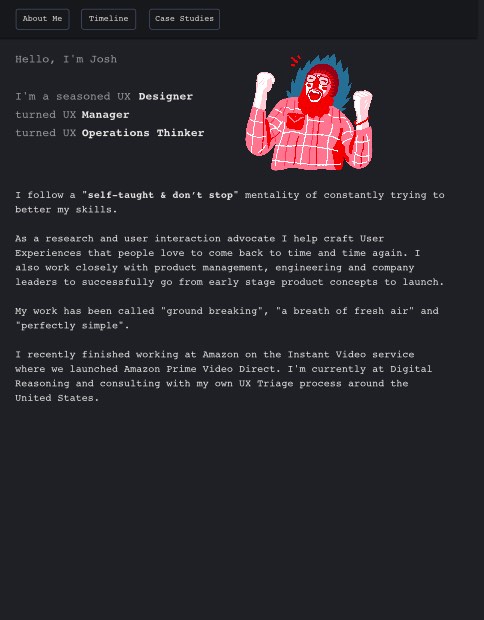 About Me Timeline Case Studies
Hello, I'm Josh
I'm a seasoned UX Designer
turned UX Manager
turned UX Operations Thinker
I follow a "self-taught & don’t stop" mentality of constantly trying to
better my skills.
As a research and user interaction advocate I help craft User
Experiences that people love to come back to time and time again. I
also work closely with product management, engineering and company
leaders to successfully go from early stage product concepts to launch.
My work has been called "ground breaking", "a breath of fresh air" and
"perfectly simple".
I recently finished working at Amazon on the Instant Video service
where we launched Amazon Prime Video Direct. I'm currently at Digital
Reasoning and consulting with my own UX Triage process around the
United States.